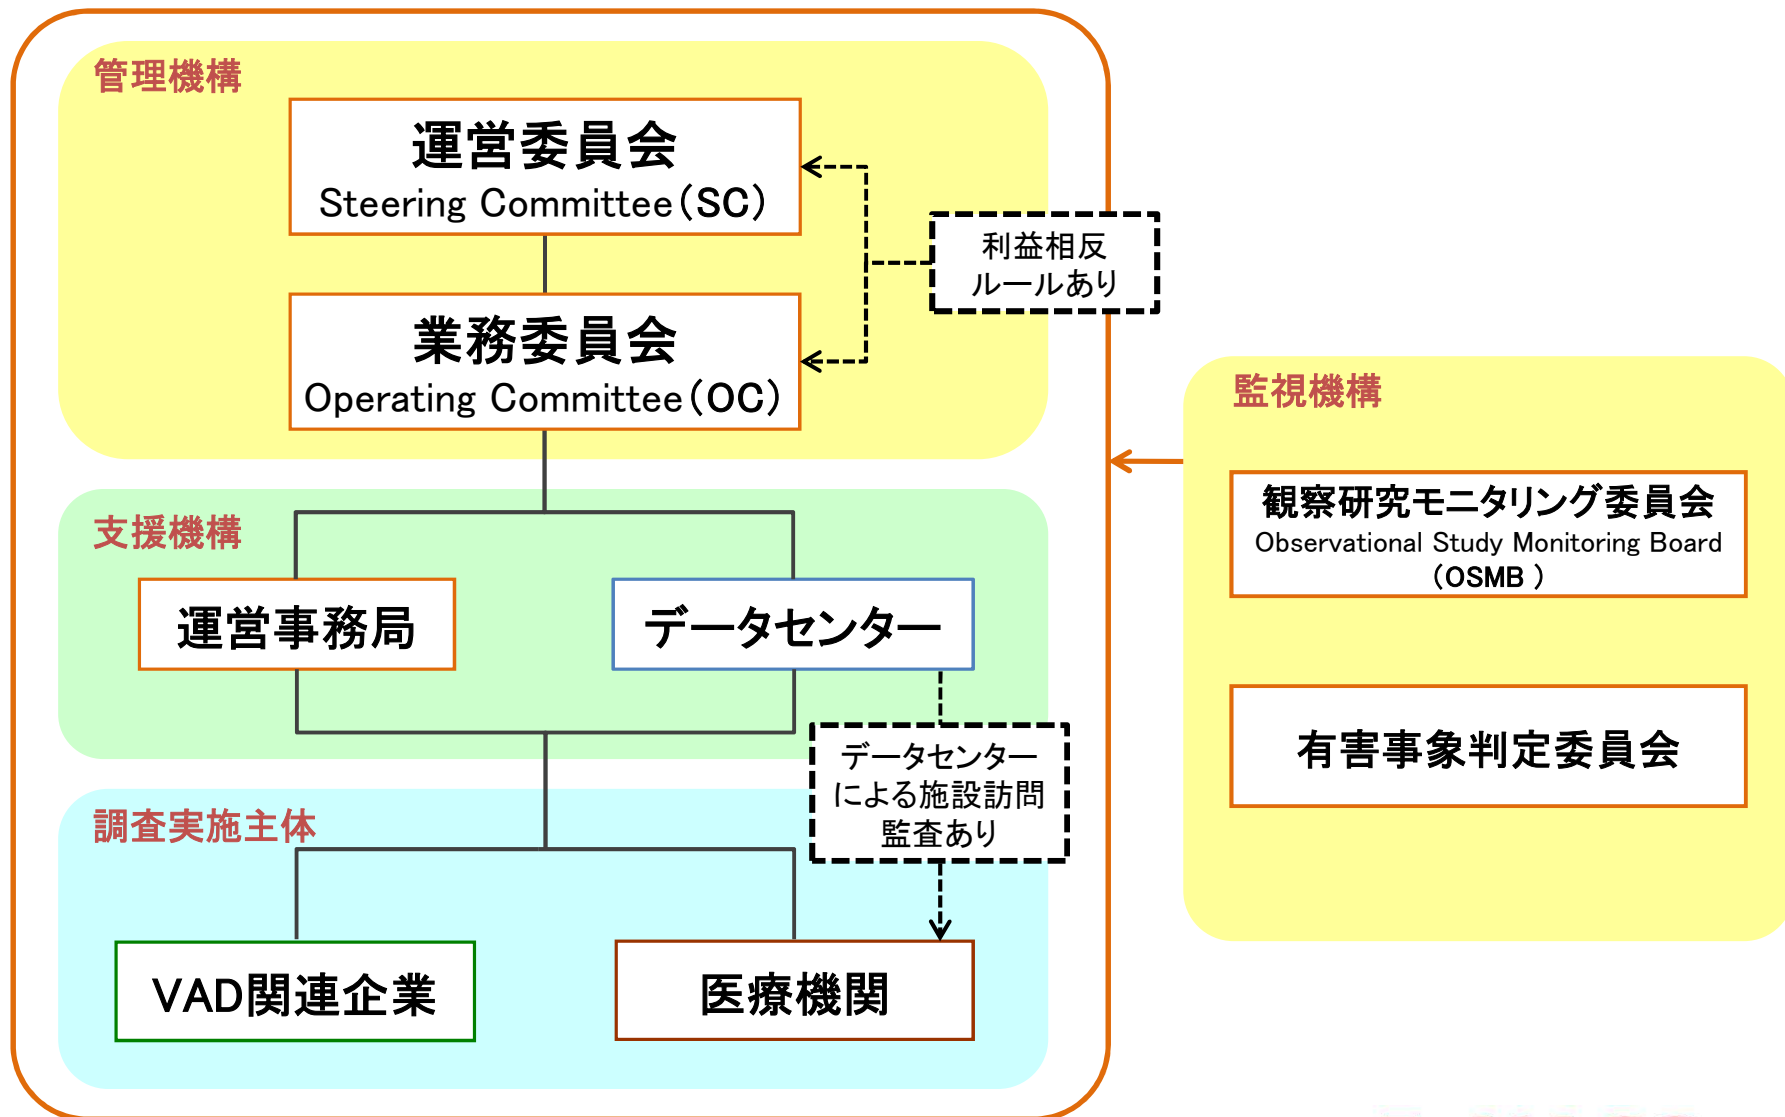 管理機構
運営委員会
Steering Committee(SC)
利益相反
ルールあり
業務委員会
Operating Committee(OC)
監視機構
観察研究モニタリング委員会
Observational Study Monitoring Board
(OSMB )
有害事象判定委員会
支援機構
運営事務局
データセンター
データセンター
による施設訪問
監査あり
調査実施主体
VAD関連企業
医療機関